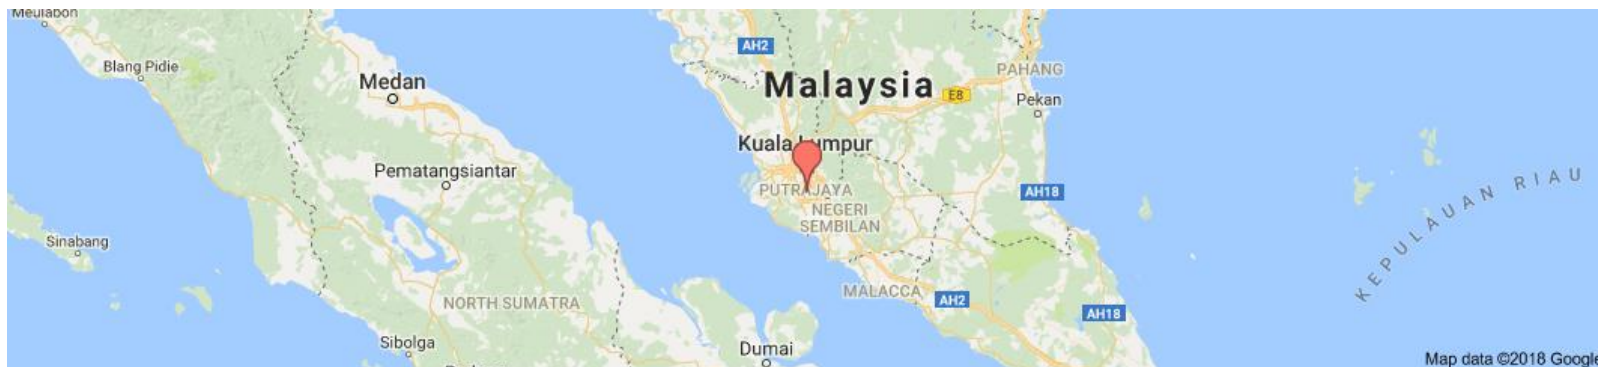 Meulaboh
Blang Pidie
Medan
AH2
Malaysia
E8
PAHANG
Pekan
Kuala Lumpur
Pematangsiantar
PUTRAJAYA
NEGERI
SEMBILAN
AH18
KEPULAUAN RIAU
Sinabang
NORTH SUMATRA
MALACCA
AH2
AH18
Sibolga
Dumai
Map data ©2018 Google